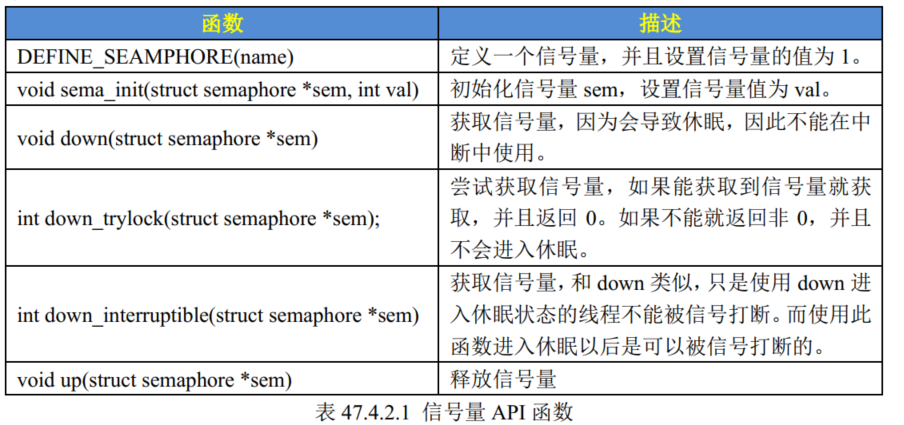 函数 描述
DEFINE_SEAMPHORE(name) 定义一个信号量，并且设置信号量的值为 1。
void sema_init(struct semaphore *sem, int val) 初始化信号量 sem，设置信号量值为 val。
void down(struct semaphore *sem) 获取信号量，因为会导致休眠，因此不能在中
断中使用。
int down_trylock(struct semaphore *sem); 尝试获取信号量，如果能获取到信号量就获
取，并且返回 0。如果不能就返回非 0，并且
不会进入休眠。
int down_interruptible(struct semaphore *sem) 获取信号量，和 down 类似，只是使用 down 进
入休眠状态的线程不能被信号打断。而使用此
函数进入休眠以后是可以被信号打断的。
void up(struct semaphore *sem) 释放信号量
表 47.4.2.1 信号量 API 函数